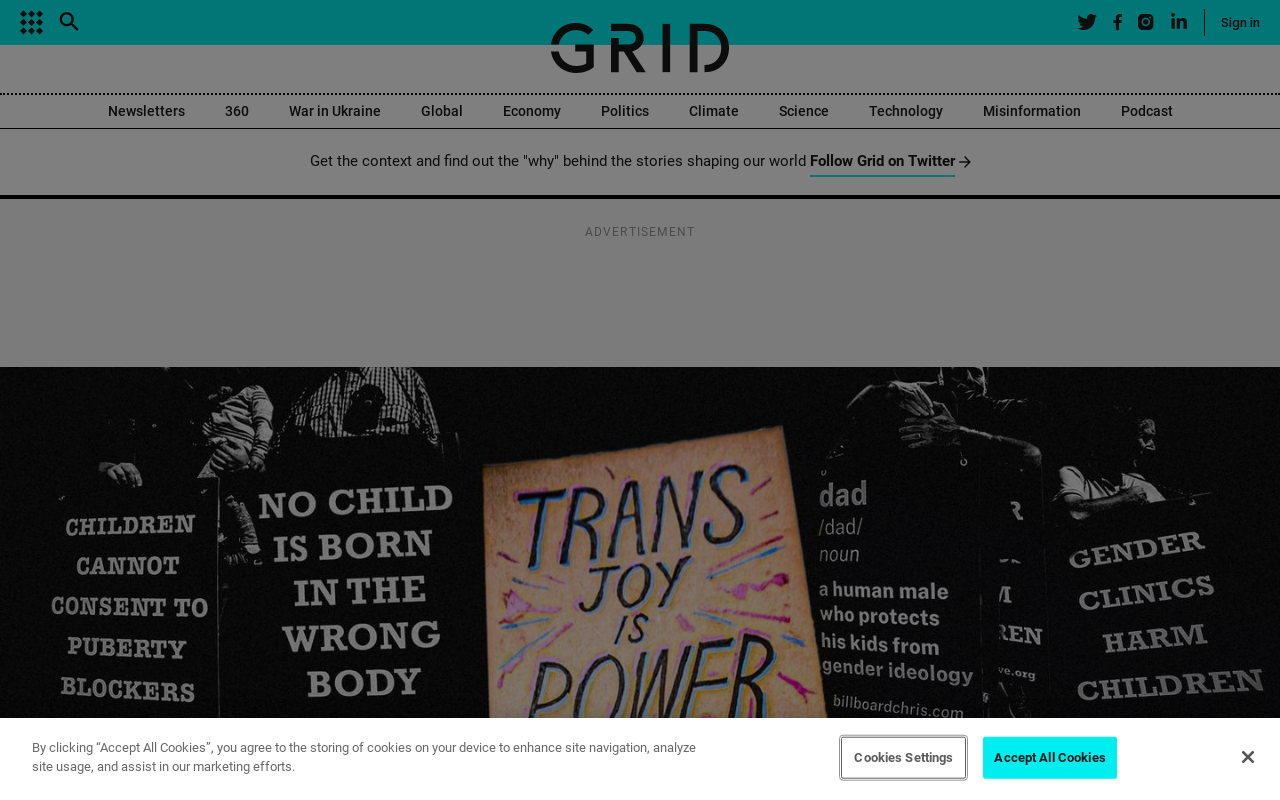 GRID
Sign in
Newsletters 360 War in Ukraine Global Economy Politics Climate Science Technology Misinformation Podcast
Get the context and find out the "why" behind the stories shaping our world Follow Grid on Twitter
ADVERTISEMENT
CHILDREN
CANNOT
CONSENT TO
PUBERTY
BLOCKERS
NO CHILD
IS BORN
IN THE
WRONG
BODY
TRANS
JOY
IS
POWER
dad
/dad/
noun
a human male
who protects
his kids from
gender ideology
billboardchris.com
GENDER
CLINICS
HARM
CHILDREN
By clicking “Accept All Cookies”, you agree to the storing of cookies on your device to enhance site navigation, analyze
site usage, and assist in our marketing efforts.
Cookies Settings
Accept All Cookies